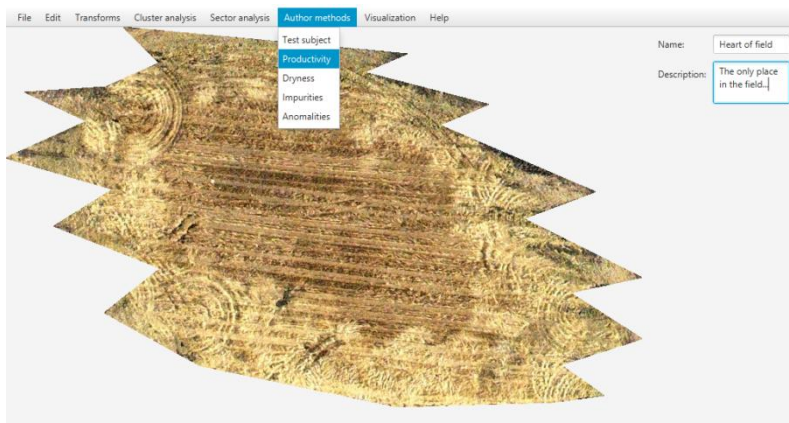 File Edit Transforms Cluster analysis Sector analysis Author methods Visualization Help
Test subject
Productivity
Dryness
Impurities
Anomalities
Name: Heart of field
Description: The only place
in the field..